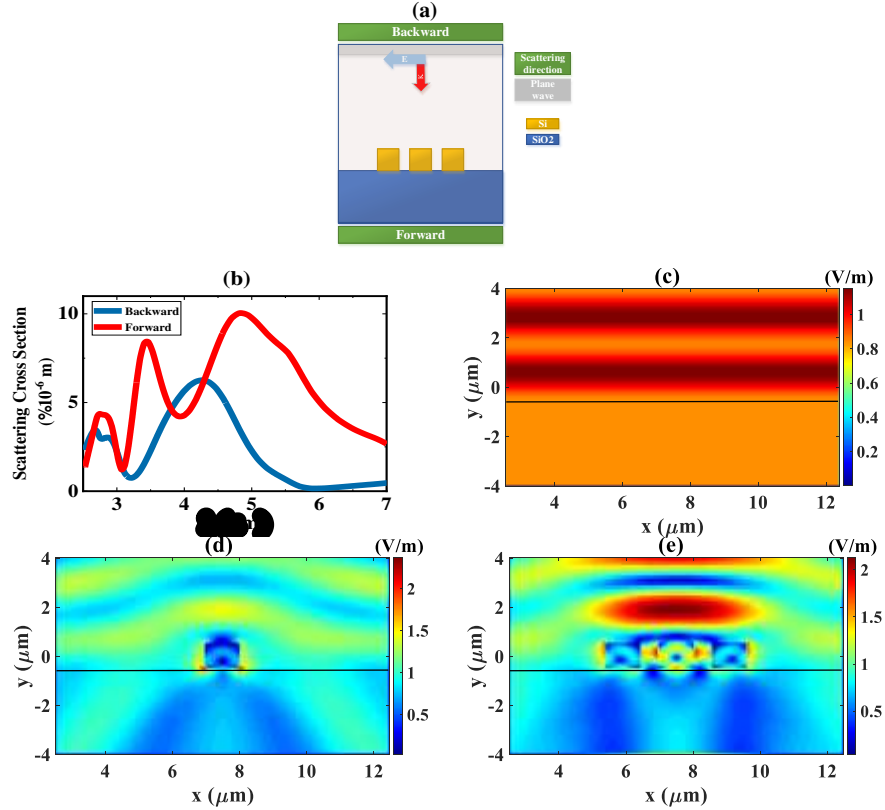 (a)
Backward
E
K
Scattering
direction
Plane
wave
Si
SiO2
Forward
(b)
Scattering Cross Section
(%10⁻⁶ m)
10
5
0
Backward
Forward
3 4 5 6 7
(c)
(V/m)
y (μm)
4
2
0
-2
-4
4 6 8 10 12
x (μm)
1
0.8
0.6
0.4
0.2
(d)
(V/m)
y (μm)
4
2
0
-2
-4
4 6 8 10 12
x (μm)
2
1.5
1
0.5
(e)
(V/m)
y (μm)
4
2
0
-2
-4
4 6 8 10 12
x (μm)
2
1.5
1
0.5